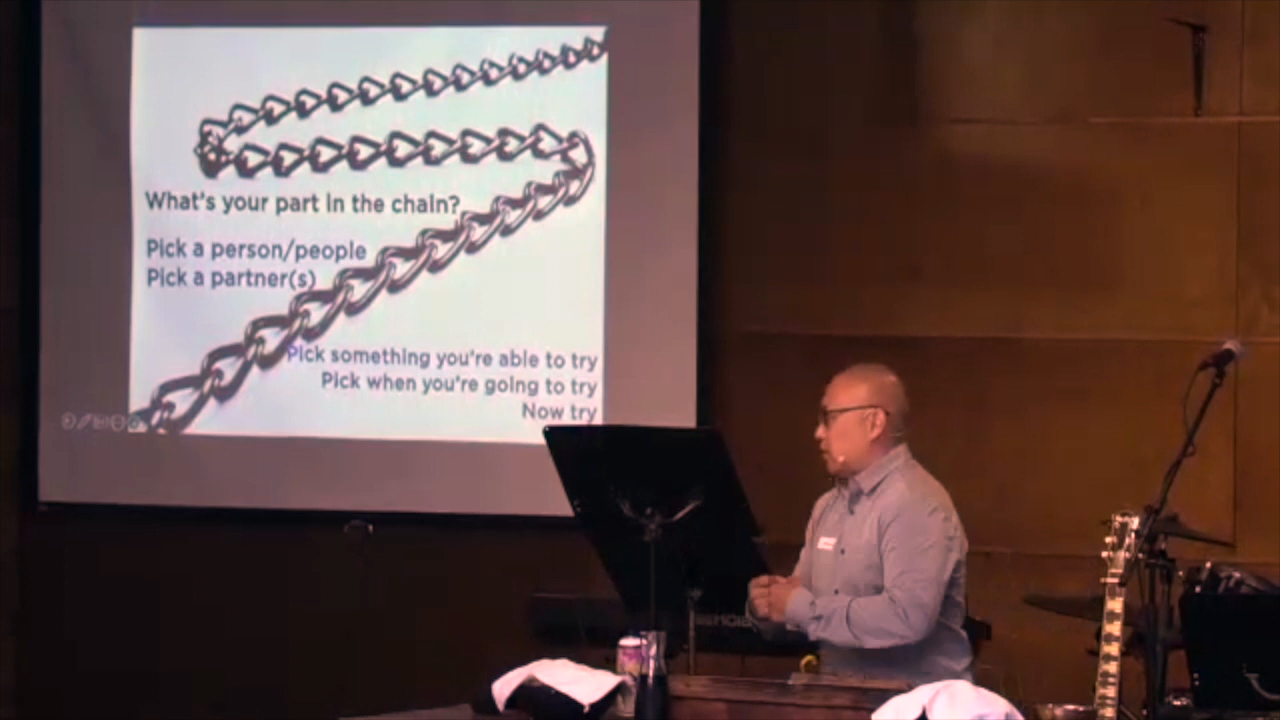 What's your part in the chain?
Pick a person/people
Pick a partner(s)
Pick something you're able to try
Pick when you're going to try
Now try